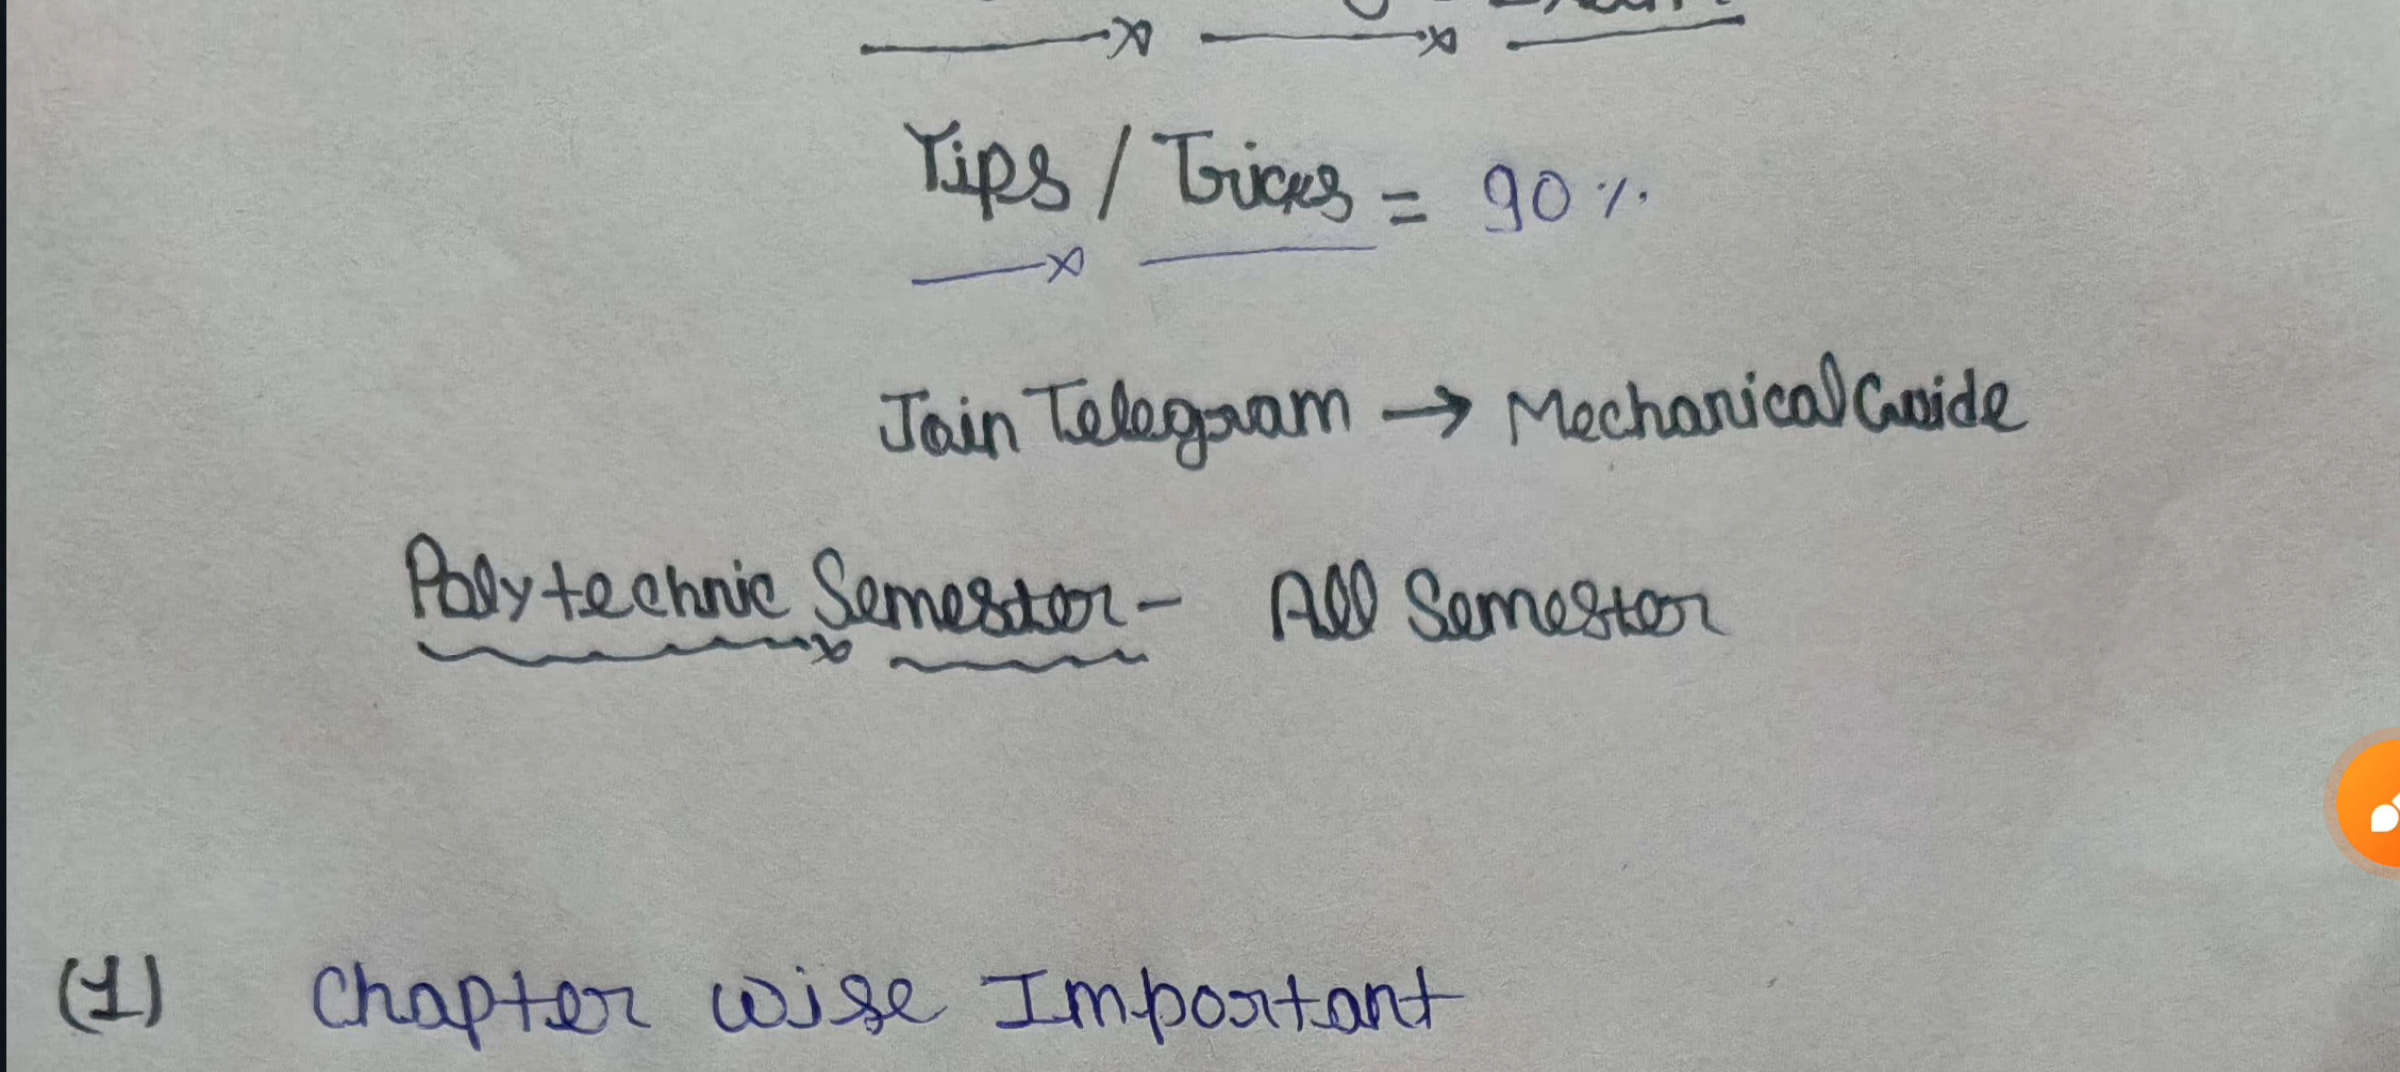 Tips / Tricks = 90%
Join Telegram → Mechanical Guide
Polytechnic Semester - All Semester
(1) Chapter wise Important